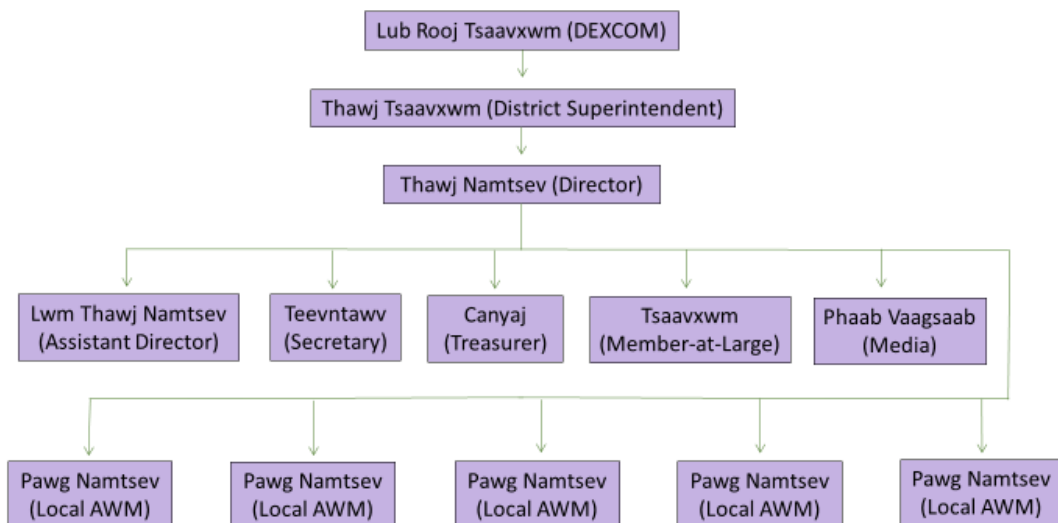 Lub Rooj Tsaavxwm (DEXCOM)
Thawj Tsaavxwm (District Superintendent)
Thawj Namtsev (Director)
Lwm Thawj Namtsev
(Assistant Director)
Teevntawv
(Secretary)
Canyaj
(Treasurer)
Tsaavxwm
(Member-at-Large)
Phaab Vaagsaab
(Media)
Pawg Namtsev
(Local AWM)
Pawg Namtsev
(Local AWM)
Pawg Namtsev
(Local AWM)
Pawg Namtsev
(Local AWM)
Pawg Namtsev
(Local AWM)